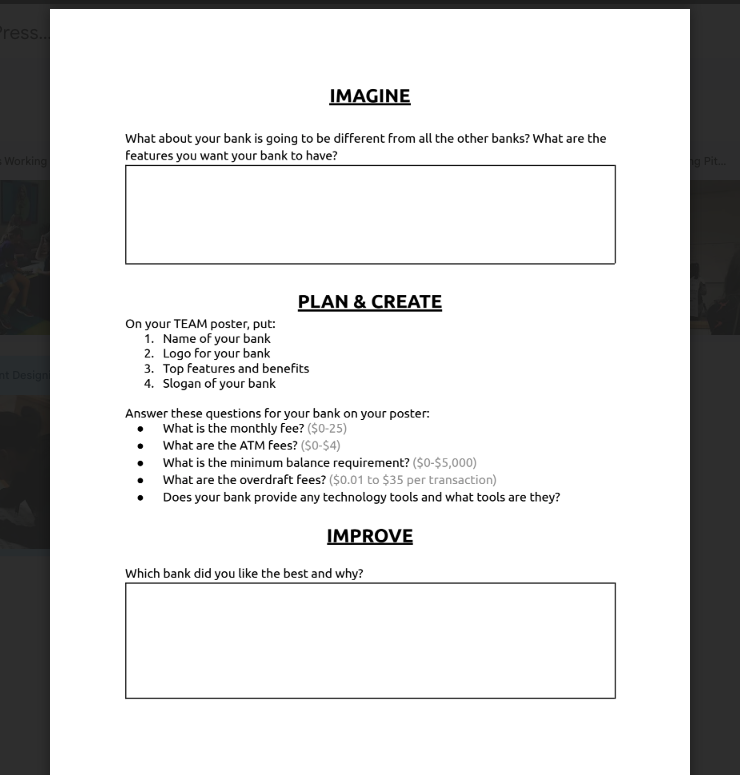 Press...
Working
ng Pit...
IMAGINE
What about your bank is going to be different from all the other banks? What are the
features you want your bank to have?
PLAN & CREATE
On your TEAM poster, put:
1. Name of your bank
2. Logo for your bank
3. Top features and benefits
4. Slogan of your bank
nt Design
Answer these questions for your bank on your poster:
● What is the monthly fee? ($0-25)
● What are the ATM fees? ($0-$4)
● What is the minimum balance requirement? ($0-$5,000)
● What are the overdraft fees? ($0.01 to $35 per transaction)
● Does your bank provide any technology tools and what tools are they?
IMPROVE
Which bank did you like the best and why?